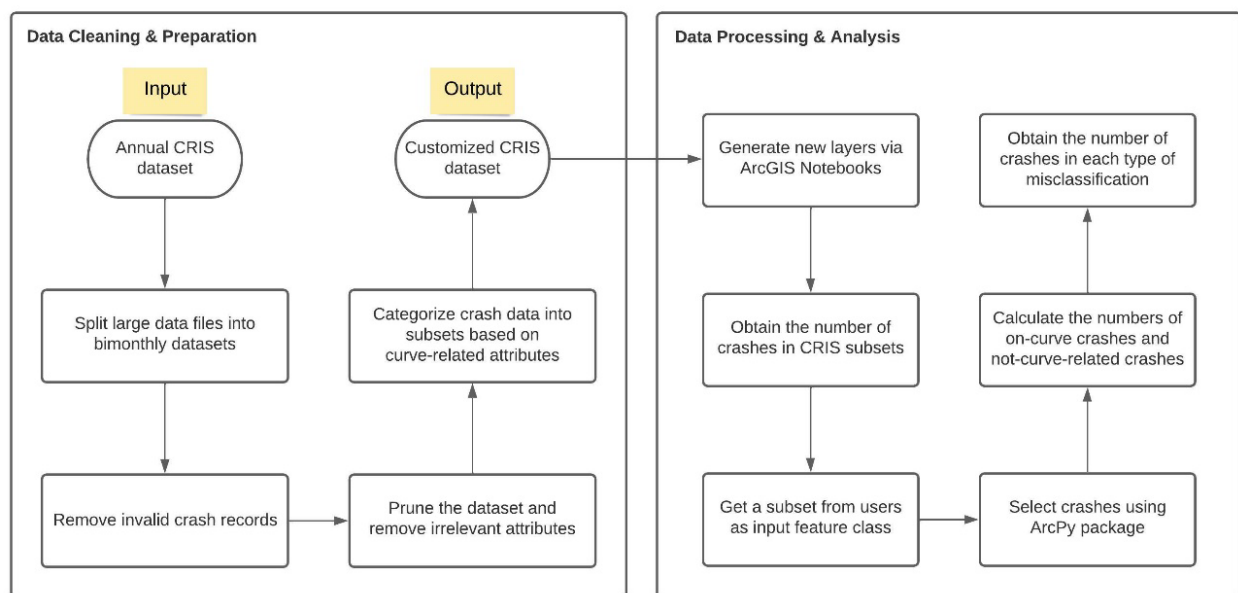 Data Cleaning & Preparation
Input
Annual CRIS
dataset
Split large data files into
bimonthly datasets
Remove invalid crash records
Prune the dataset and
remove irrelevant attributes
Categorize crash data into
subsets based on
curve-related attributes
Output
Customized CRIS
dataset
Data Processing & Analysis
Generate new layers via
ArcGIS Notebooks
Obtain the number of
crashes in CRIS subsets
Get a subset from users
as input feature class
Select crashes using
ArcPy package
Calculate the numbers of
on-curve crashes and
not-curve-related crashes
Obtain the number of
crashes in each type of
misclassification